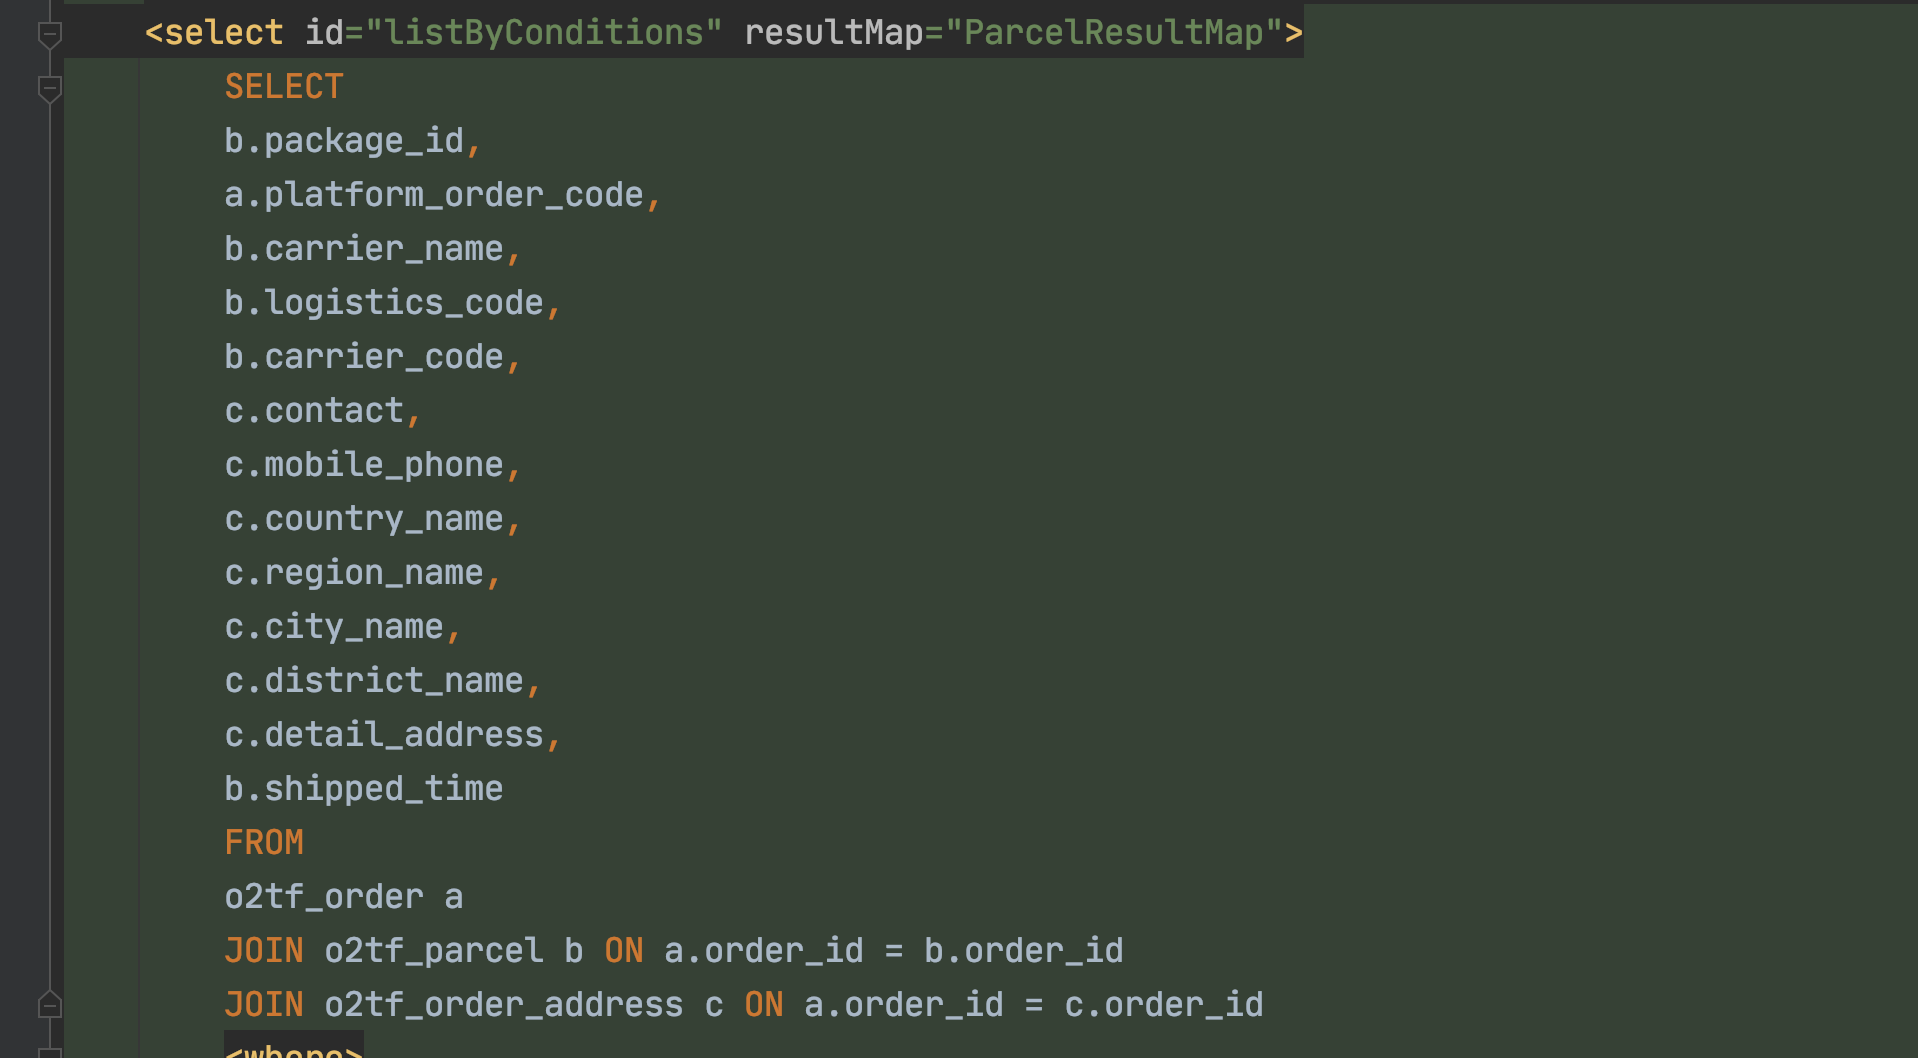 <select id="listByConditions" resultMap="ParcelResultMap">
SELECT
b.package_id,
a.platform_order_code,
b.carrier_name,
b.logistics_code,
b.carrier_code,
c.contact,
c.mobile_phone,
c.country_name,
c.region_name,
c.city_name,
c.district_name,
c.detail_address,
b.shipped_time
FROM
o2tf_order a
JOIN o2tf_parcel b ON a.order_id = b.order_id
JOIN o2tf_order_address c ON a.order_id = c.order_id
<where>